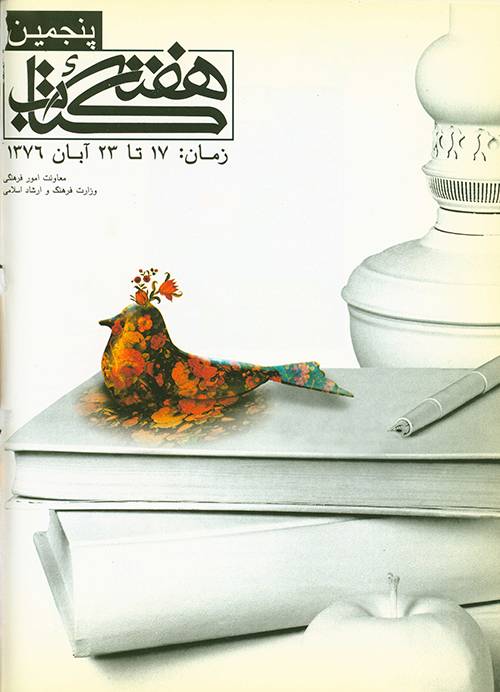 پنجمین
هفتهٔ کتاب
زمان: ۱۷ تا ۲۳ آبان ۱۳۷۶
معاونت امور فرهنگی
وزارت فرهنگ و ارشاد اسلامی